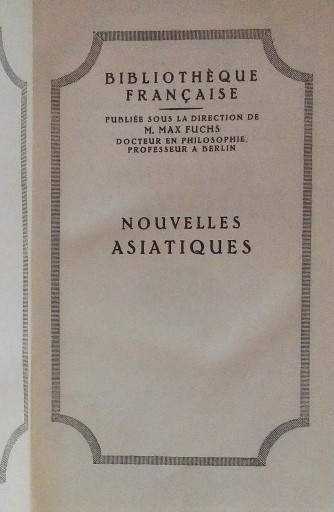 BIBLIOTHÈQUE
FRANÇAISE
PUBLIÉE SOUS LA DIRECTION DE
M. MAX FUCHS
DOCTEUR EN PHILOSOPHIE,
PROFESSEUR A BERLIN
NOUVELLES
ASIATIQUES